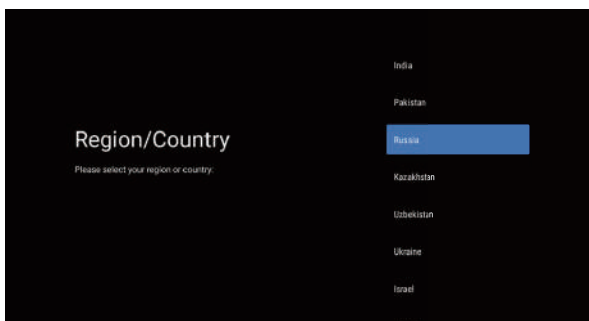 Region/Country
Please select your region or country:
India
Pakistan
Russia
Kazakhstan
Uzbekistan
Ukraine
Israel